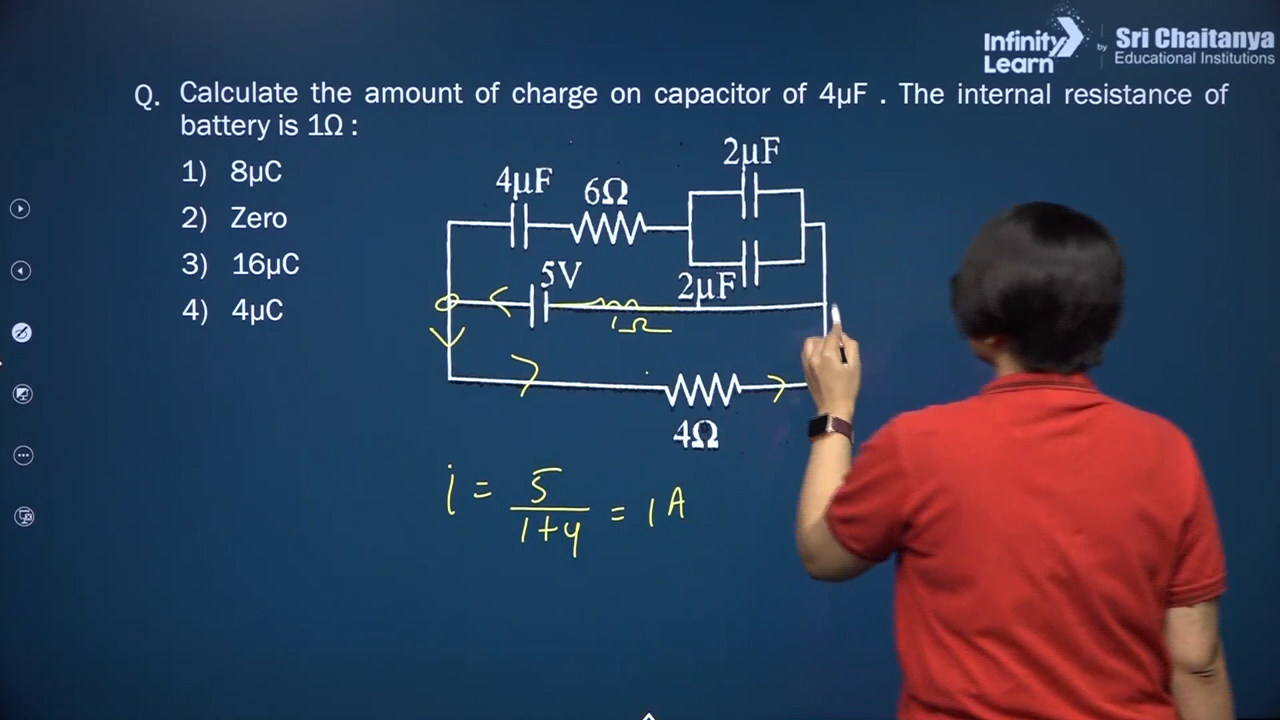 Infinity Learn by Sri Chaitanya Educational Institutions
Q. Calculate the amount of charge on capacitor of 4μF . The internal resistance of
battery is 1Ω :
1) 8μC
2) Zero
3) 16μC
4) 4μC
2μF
4μF
6Ω
5V
2μF
1Ω
4Ω
i = 5 / 1+4 = 1 A